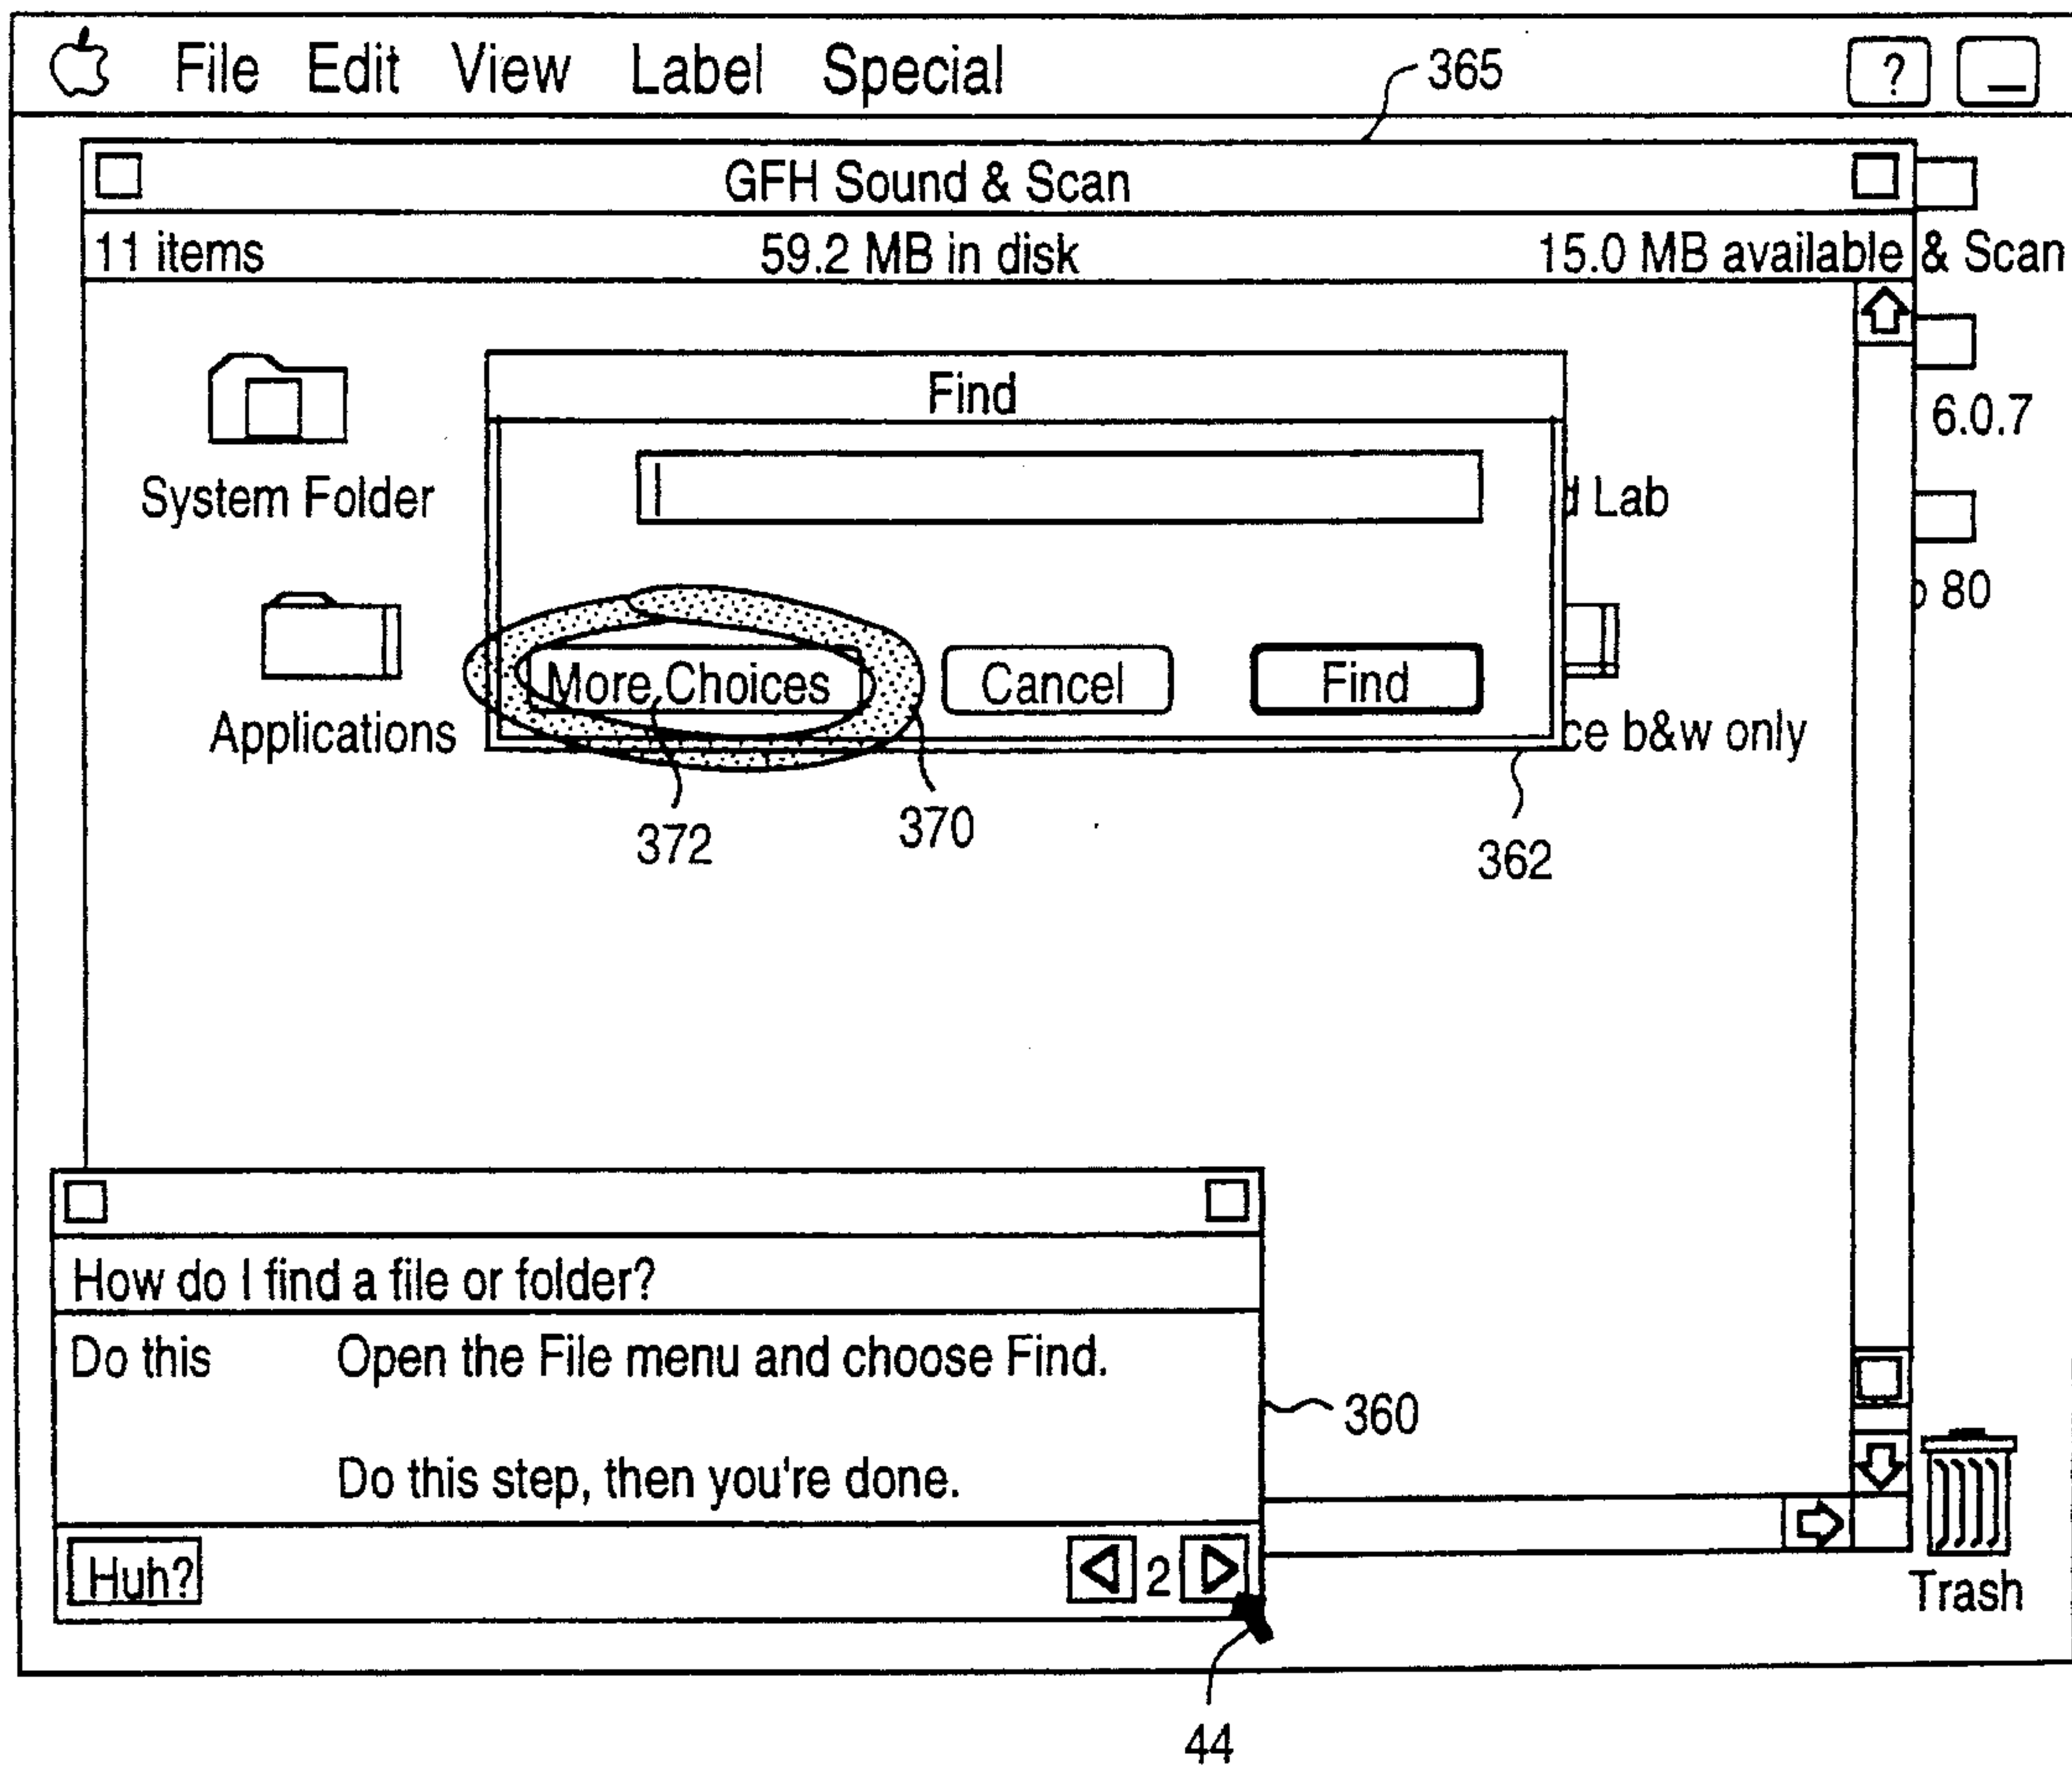 File Edit View Label Special ?
365
GFH Sound & Scan
11 items 59.2 MB in disk 15.0 MB available & Scan
Find
6.0.7
System Folder Lab
80
More Choices Cancel Find
Applications ce b&w only
372 370 362
How do I find a file or folder?
Do this Open the File menu and choose Find.
360
Do this step, then you're done.
Huh? 2
Trash
44